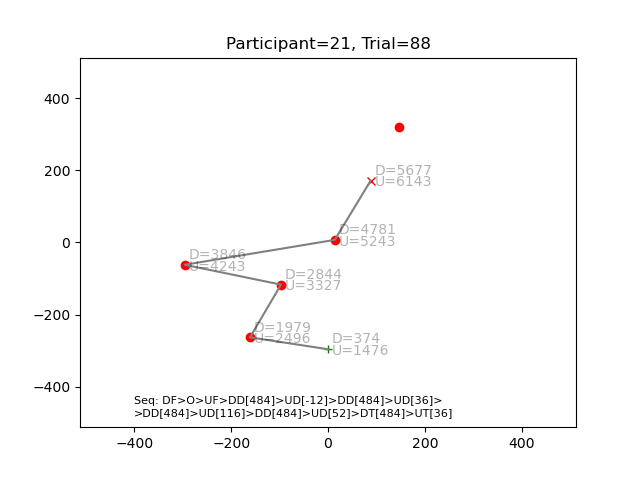 Participant=21, Trial=88
400
200
0
−200
−400
D=5677
U=6143
D=4781
U=5243
D=3846
U=4243
D=2844
U=3327
D=1979
U=2496
D=374
U=1476
Seq: DF>O>UF>DD[484]>UD[-12]>DD[484]>UD[36]>
>DD[484]>UD[116]>DD[484]>UD[52]>DT[484]>UT[36]
−400 −200 0 200 400